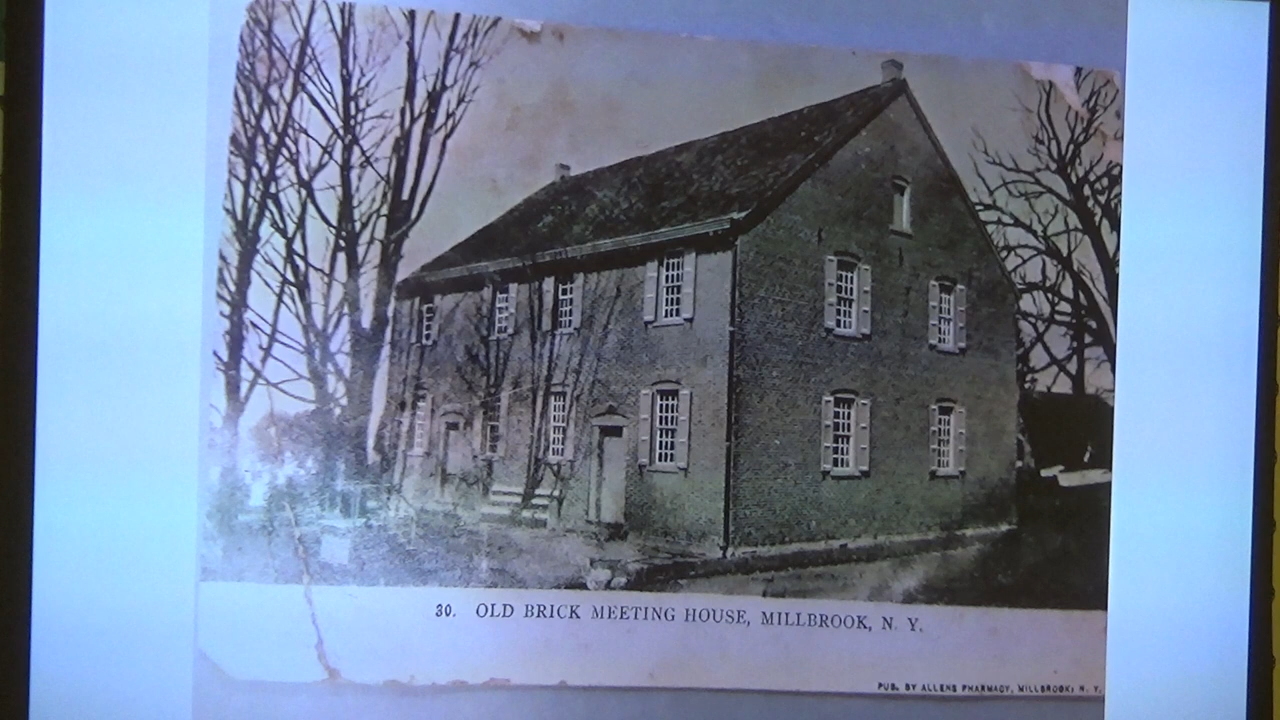 30. OLD BRICK MEETING HOUSE, MILLBROOK, N. Y.
PUB. BY ALLENS PHARMACY, MILLBROOK, N. Y.